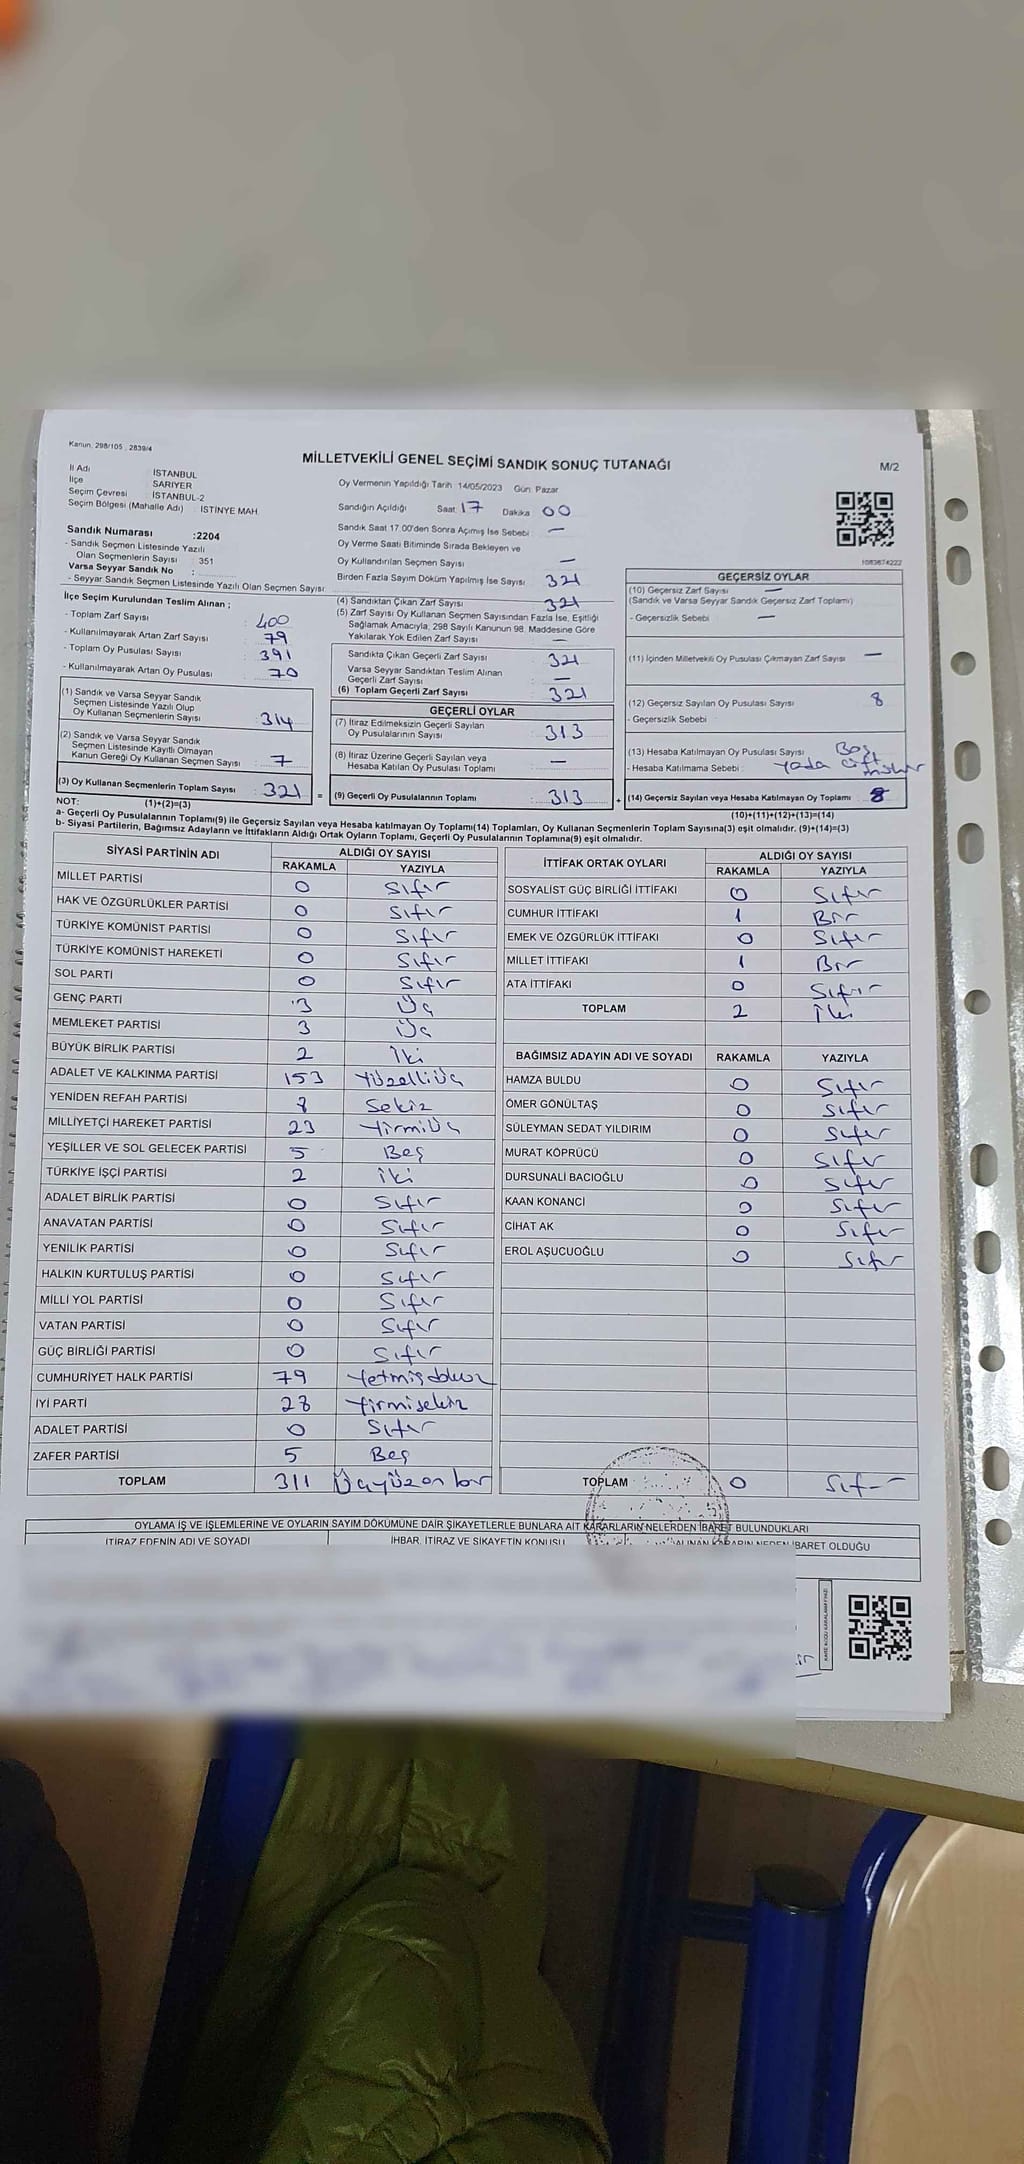 Kanun, 298/105 , 2839/4
MİLLETVEKİLİ GENEL SEÇİMİ SANDIK SONUÇ TUTANAĞI
M/2
İl Adı İSTANBUL
İlçe SARIYER
Seçim Çevresi : İSTANBUL-2
Seçim Bölgesi (Mahalle Adı) : İSTİNYE MAH.
Oy Vermenin Yapıldığı Tarih 14/05/2023 Gün: Pazar
Sandığın Açıldığı Saat: 17 Dakika 00
Sandık Saat 17.00'den Sonra Açılmış İse Sebebi : —
Oy Verme Saati Bitiminde Sırada Bekleyen ve
Oy Kullandırılan Seçmen Sayısı —
Birden Fazla Sayım Döküm Yapılmış İse Sayısı 321
Sandık Numarası :2204
- Sandık Seçmen Listesinde Yazılı
Olan Seçmenlerin Sayısı : 351
Varsa Seyyar Sandık No :
- Seyyar Sandık Seçmen Listesinde Yazılı Olan Seçmen Sayısı
1083674222
İlçe Seçim Kurulundan Teslim Alınan ;
- Toplam Zarf Sayısı : 400
- Kullanılmayarak Artan Zarf Sayısı : 79
- Toplam Oy Pusulası Sayısı : 391
- Kullanılmayarak Artan Oy Pusulası : 70
(4) Sandıktan Çıkan Zarf Sayısı 321
(5) Zarf Sayısı Oy Kullanan Seçmen Sayısından Fazla İse, Eşitliği
Sağlamak Amacıyla, 298 Sayılı Kanunun 98. Maddesine Göre
Yakılarak Yok Edilen Zarf Sayısı —
Sandıkta Çıkan Geçerli Zarf Sayısı 321
Varsa Seyyar Sandıktan Teslim Alınan
Geçerli Zarf Sayısı —
(6) Toplam Geçerli Zarf Sayısı 321
GEÇERSİZ OYLAR
(10) Geçersiz Zarf Sayısı —
(Sandık ve Varsa Seyyar Sandık Geçersiz Zarf Toplamı)
- Geçersizlik Sebebi : —
(11) İçinden Milletvekili Oy Pusulası Çıkmayan Zarf Sayısı —
(12) Geçersiz Sayılan Oy Pusulası Sayısı 8
- Geçersizlik Sebebi :
(13) Hesaba Katılmayan Oy Pusulası Sayısı Boş
- Hesaba Katılmama Sebebi : yada çift
mühür
(14) Geçersiz Sayılan veya Hesaba Katılmayan Oy Toplamı 8
(10)+(11)+(12)+(13)=(14)
(1) Sandık ve Varsa Seyyar Sandık
Seçmen Listesinde Yazılı Olup
Oy Kullanan Seçmenlerin Sayısı : 314
(2) Sandık ve Varsa Seyyar Sandık
Seçmen Listesinde Kayıtlı Olmayan
Kanun Gereği Oy Kullanan Seçmen Sayısı : 7
(3) Oy Kullanan Seçmenlerin Toplam Sayısı : 321 =
GEÇERLİ OYLAR
(7) İtiraz Edilmeksizin Geçerli Sayılan
Oy Pusulalarının Sayısı : 313
(8) İtiraz Üzerine Geçerli Sayılan veya
Hesaba Katılan Oy Pusulası Toplamı : —
(9) Geçerli Oy Pusulalarının Toplamı : 313 +
NOT: (1)+(2)=(3)
a- Geçerli Oy Pusulalarının Toplamı(9) ile Geçersiz Sayılan veya Hesaba Katılmayan Oy Toplamı(14) Toplamları, Oy Kullanan Seçmenlerin Toplam Sayısına(3) eşit olmalıdır. (9)+(14)=(3)
b- Siyasi Partilerin, Bağımsız Adayların ve İttifakların Aldığı Ortak Oyların Toplamı, Geçerli Oy Pusulalarının Toplamına(9) eşit olmalıdır.
SİYASİ PARTİNİN ADI ALDIĞI OY SAYISI
RAKAMLA YAZIYLA
MİLLET PARTİSİ 0 Sıfır
HAK VE ÖZGÜRLÜKLER PARTİSİ 0 Sıfır
TÜRKİYE KOMÜNİST PARTİSİ 0 Sıfır
TÜRKİYE KOMÜNİST HAREKETİ 0 Sıfır
SOL PARTİ 0 Sıfır
GENÇ PARTİ 3 Üç
MEMLEKET PARTİSİ 3 Üç
BÜYÜK BİRLİK PARTİSİ 2 İki
ADALET VE KALKINMA PARTİSİ 153 Yüzelliüç
YENİDEN REFAH PARTİSİ 8 Sekiz
MİLLİYETÇİ HAREKET PARTİSİ 23 Yirmiüç
YEŞİLLER VE SOL GELECEK PARTİSİ 5 Beş
TÜRKİYE İŞÇİ PARTİSİ 2 iki
ADALET BİRLİK PARTİSİ 0 Sıfır
ANAVATAN PARTİSİ 0 Sıfır
YENİLİK PARTİSİ 0 Sıfır
HALKIN KURTULUŞ PARTİSİ 0 Sıfır
MİLLİ YOL PARTİSİ 0 Sıfır
VATAN PARTİSİ 0 Sıfır
GÜÇ BİRLİĞİ PARTİSİ 0 Sıfır
CUMHURİYET HALK PARTİSİ 79 Yetmişdokuz
İYİ PARTİ 28 Yirmisekiz
ADALET PARTİSİ 0 Sıfır
ZAFER PARTİSİ 5 Beş
TOPLAM 311 Üçyüzonbir
İTTİFAK ORTAK OYLARI ALDIĞI OY SAYISI
RAKAMLA YAZIYLA
SOSYALİST GÜÇ BİRLİĞİ İTTİFAKI 0 Sıfır
CUMHUR İTTİFAKI 1 Bir
EMEK VE ÖZGÜRLÜK İTTİFAKI 0 Sıfır
MİLLET İTTİFAKI 1 Bir
ATA İTTİFAKI 0 Sıfır
TOPLAM 2 İki
BAĞIMSIZ ADAYIN ADI VE SOYADI RAKAMLA YAZIYLA
HAMZA BULDU 0 Sıfır
ÖMER GÖNÜLTAŞ 0 Sıfır
SÜLEYMAN SEDAT YILDIRIM 0 Sıfır
MURAT KÖPRÜCÜ 0 Sıfır
DURSUNALİ BACIOĞLU 0 Sıfır
KAAN KONANCİ 0 Sıfır
CİHAT AK 0 Sıfır
EROL AŞUCUOĞLU 0 Sıfır
TOPLAM 0 Sıfır
OYLAMA İŞ VE İŞLEMLERİNE VE OYLARIN SAYIM DÖKÜMÜNE DAİR ŞİKAYETLERLE BUNLARA AİT KARARLARIN NELERDEN İBARET BULUNDUKLARI
İTİRAZ EDENİN ADI VE SOYADI İHBAR, İTİRAZ VE ŞİKAYETİN KONUSU ALINAN KARARIN NEDEN İBARET OLDUĞU